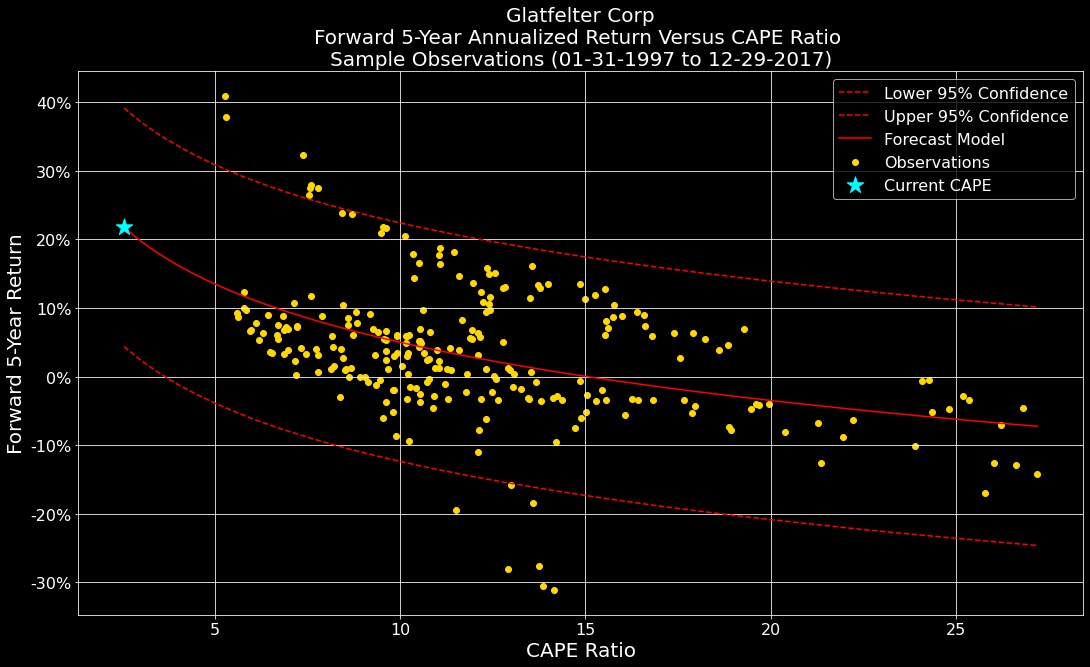 Glatfelter Corp
Forward 5-Year Annualized Return Versus CAPE Ratio
Sample Observations (01-31-1997 to 12-29-2017)
Lower 95% Confidence
Upper 95% Confidence
Forecast Model
Observations
Current CAPE
Forward 5-Year Return
40%
30%
20%
10%
0%
-10%
-20%
-30%
5
10
15
20
25
CAPE Ratio